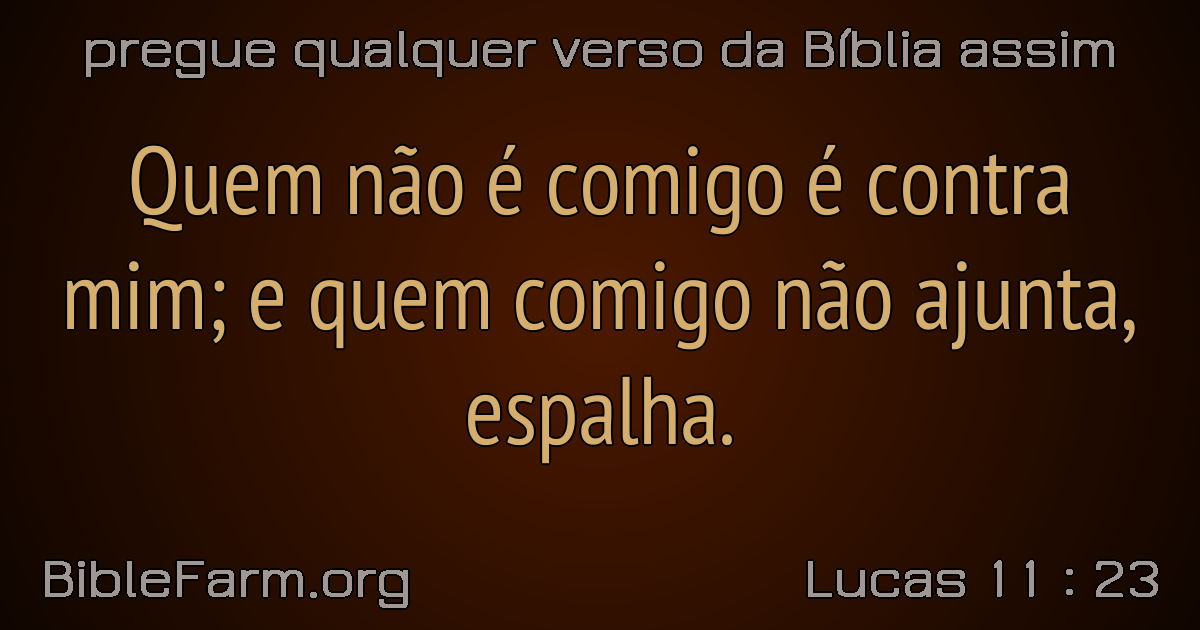 pregue qualquer verso da Bíblia assim
Quem não é comigo é contra
mim; e quem comigo não ajunta,
espalha.
BibleFarm.org
Lucas 11 : 23